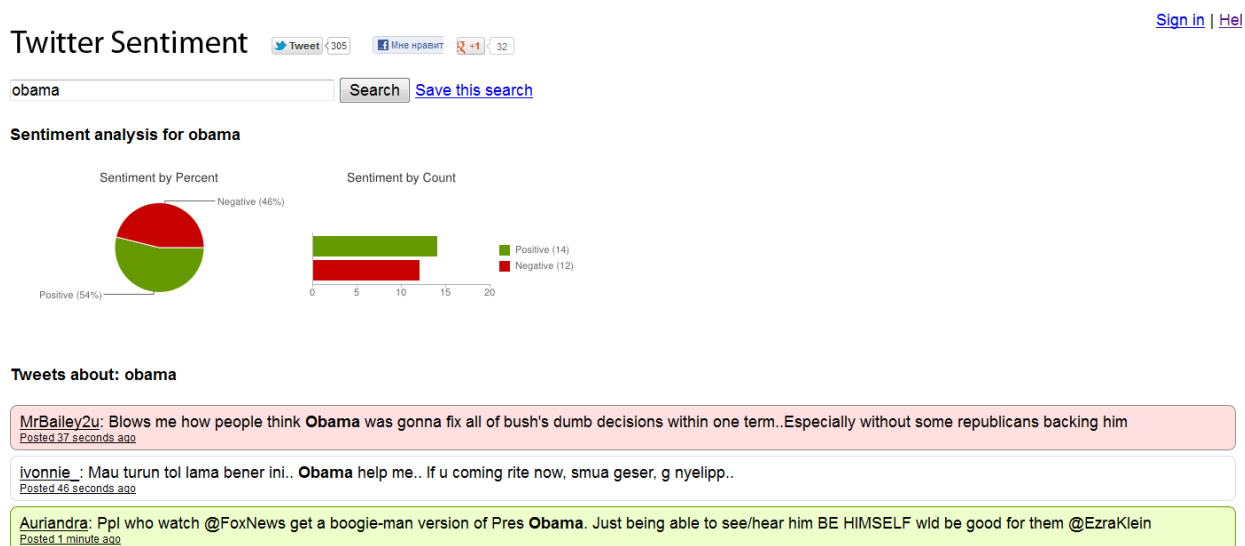 Sign in | Hel
Twitter Sentiment Tweet 305 Мне нравит +1 32
obama Search Save this search
Sentiment analysis for obama
Sentiment by Percent Sentiment by Count
Negative (46%)
Positive (54%)
Positive (14)
Negative (12)
0 5 10 15 20
Tweets about: obama
MrBailey2u: Blows me how people think Obama was gonna fix all of bush's dumb decisions within one term..Especially without some republicans backing him
Posted 37 seconds ago
ivonnie_: Mau turun tol lama bener ini.. Obama help me.. If u coming rite now, smua geser, g nyelipp..
Posted 46 seconds ago
Auriandra: Ppl who watch @FoxNews get a boogie-man version of Pres Obama. Just being able to see/hear him BE HIMSELF wld be good for them @EzraKlein
Posted 1 minute ago